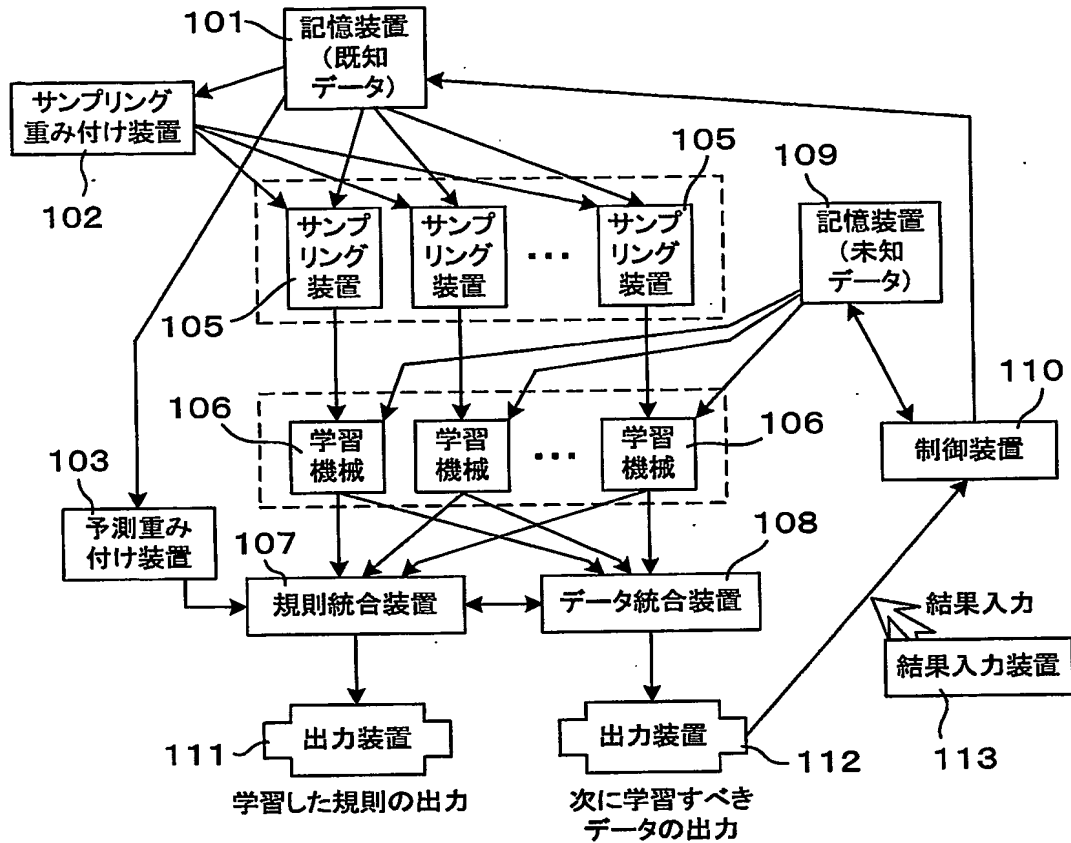 101
記憶装置
(既知
データ)
サンプリング
重み付け装置
102
105
109
記憶装置
(未知
データ)
サンプ
リング
装置
サンプ
リング
装置
...
サンプ
リング
装置
105
110
制御装置
106
学習
機械
学習
機械
...
学習
機械
106
103
予測重み
付け装置
107
規則統合装置
108
データ統合装置
結果入力
結果入力装置
113
111
出力装置
出力装置
112
学習した規則の出力
次に学習すべき
データの出力